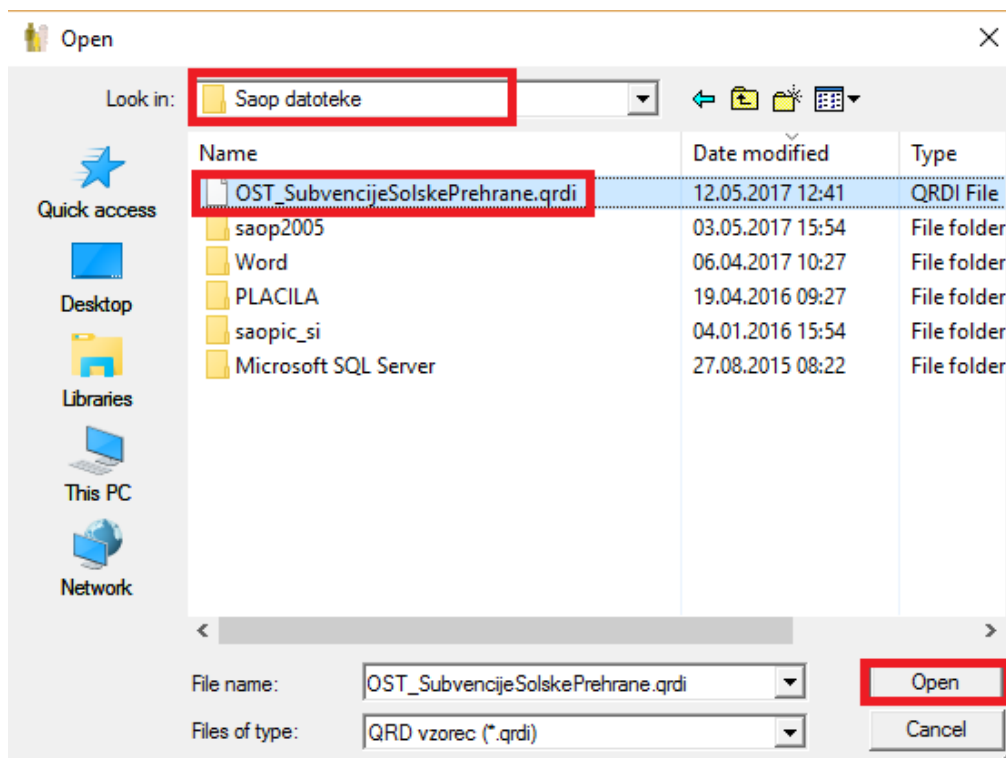 Open
Look in: Saop datoteke
Name Date modified Type
OST_SubvencijeSolskePrehrane.qrdi 12.05.2017 12:41 QRDI File
saop2005 03.05.2017 15:54 File folder
Word 06.04.2017 10:27 File folder
PLACILA 19.04.2016 09:27 File folder
saopic_si 04.01.2016 15:54 File folder
Microsoft SQL Server 27.08.2015 08:22 File folder
Quick access
Desktop
Libraries
This PC
Network
File name: OST_SubvencijeSolskePrehrane.qrdi Open
Files of type: QRD vzorec (*.qrdi) Cancel